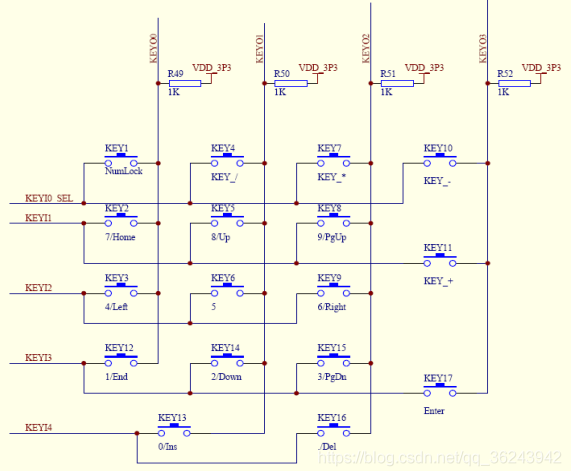 KEYO0 KEYO1 KEYO2 KEYO3
VDD_3P3 VDD_3P3 VDD_3P3 VDD_3P3
R49 R50 R51 R52
1K 1K 1K 1K
KEY1 KEY4 KEY7 KEY10
NumLock KEY_/ KEY_* KEY_-
KEYI0_SEL
KEYI1 KEY2 KEY5 KEY8
7/Home 8/Up 9/PgUp
KEY11
KEY_+
KEYI2 KEY3 KEY6 KEY9
4/Left 5 6/Right
KEYI3 KEY12 KEY14 KEY15
1/End 2/Down 3/PgDn
KEY17
Enter
KEYI4 KEY13 KEY16
0/Ins ./Del
https://blog.csdn.net/qq_36243942